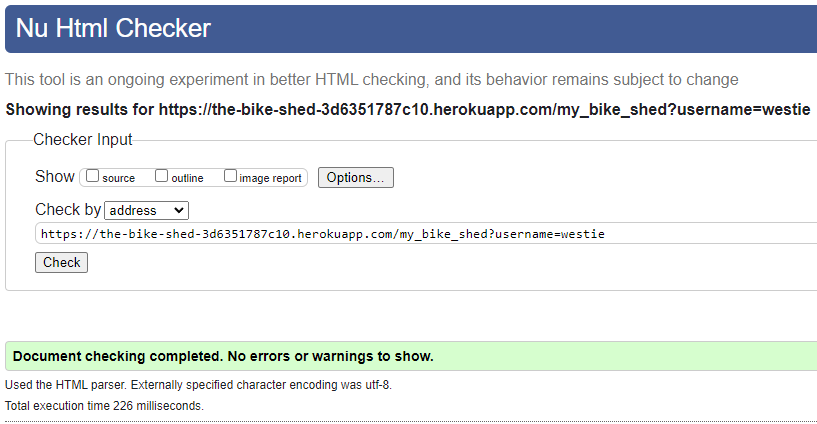 Nu Html Checker
This tool is an ongoing experiment in better HTML checking, and its behavior remains subject to change
Showing results for https://the-bike-shed-3d6351787c10.herokuapp.com/my_bike_shed?username=westie
Checker Input
Show source outline image report Options...
Check by address
https://the-bike-shed-3d6351787c10.herokuapp.com/my_bike_shed?username=westie
Check
Document checking completed. No errors or warnings to show.
Used the HTML parser. Externally specified character encoding was utf-8.
Total execution time 226 milliseconds.